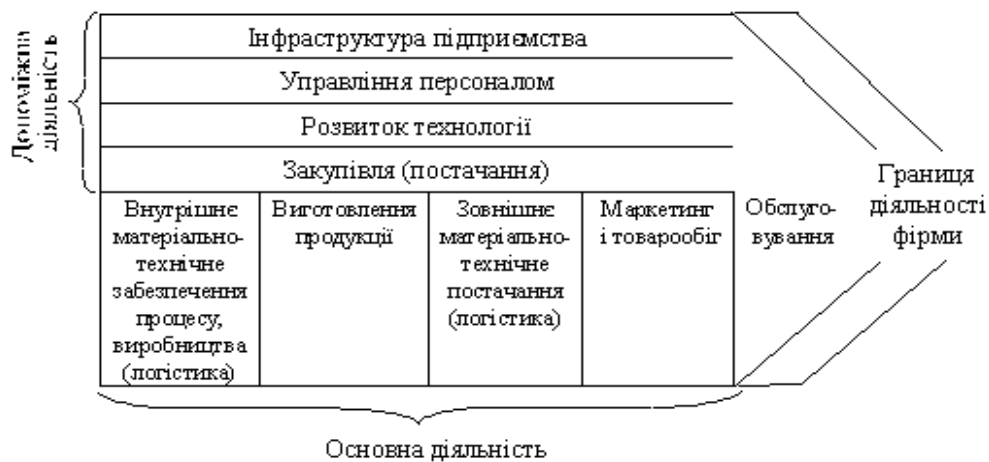 Допоміжна
діяльність
Інфраструктура підприємства
Управління персоналом
Розвиток технології
Закупівля (постачання)
Внутрішнє
матеріально-
технічне
забезпечення
процесу,
виробництва
(логістика)
Виготовлення
продукції
Зовнішнє
матеріально-
технічне
постачання
(логістика)
Маркетинг
і товарообіг
Обслуго-
вування
Границя
діяльності
фірми
Основна діяльність